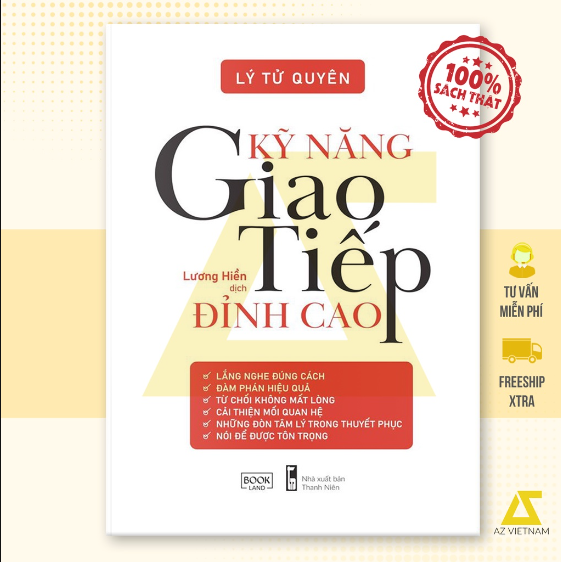 LÝ TỬ QUYÊN
100%
SÁCH THẬT
KỸ NĂNG
Giao
Tiếp
Lương Hiền
dịch
ĐỈNH CAO
LẮNG NGHE ĐÚNG CÁCH
ĐÀM PHÁN HIỆU QUẢ
TỪ CHỐI KHÔNG MẤT LÒNG
CẢI THIỆN MỐI QUAN HỆ
NHỮNG ĐÒN TÂM LÝ TRONG THUYẾT PHỤC
NÓI ĐỂ ĐƯỢC TÔN TRỌNG
BOOK
LAND
Nhà xuất bản
Thanh Niên
TƯ VẤN
MIỄN PHÍ
FREESHIP
XTRA
AZ VIETNAM